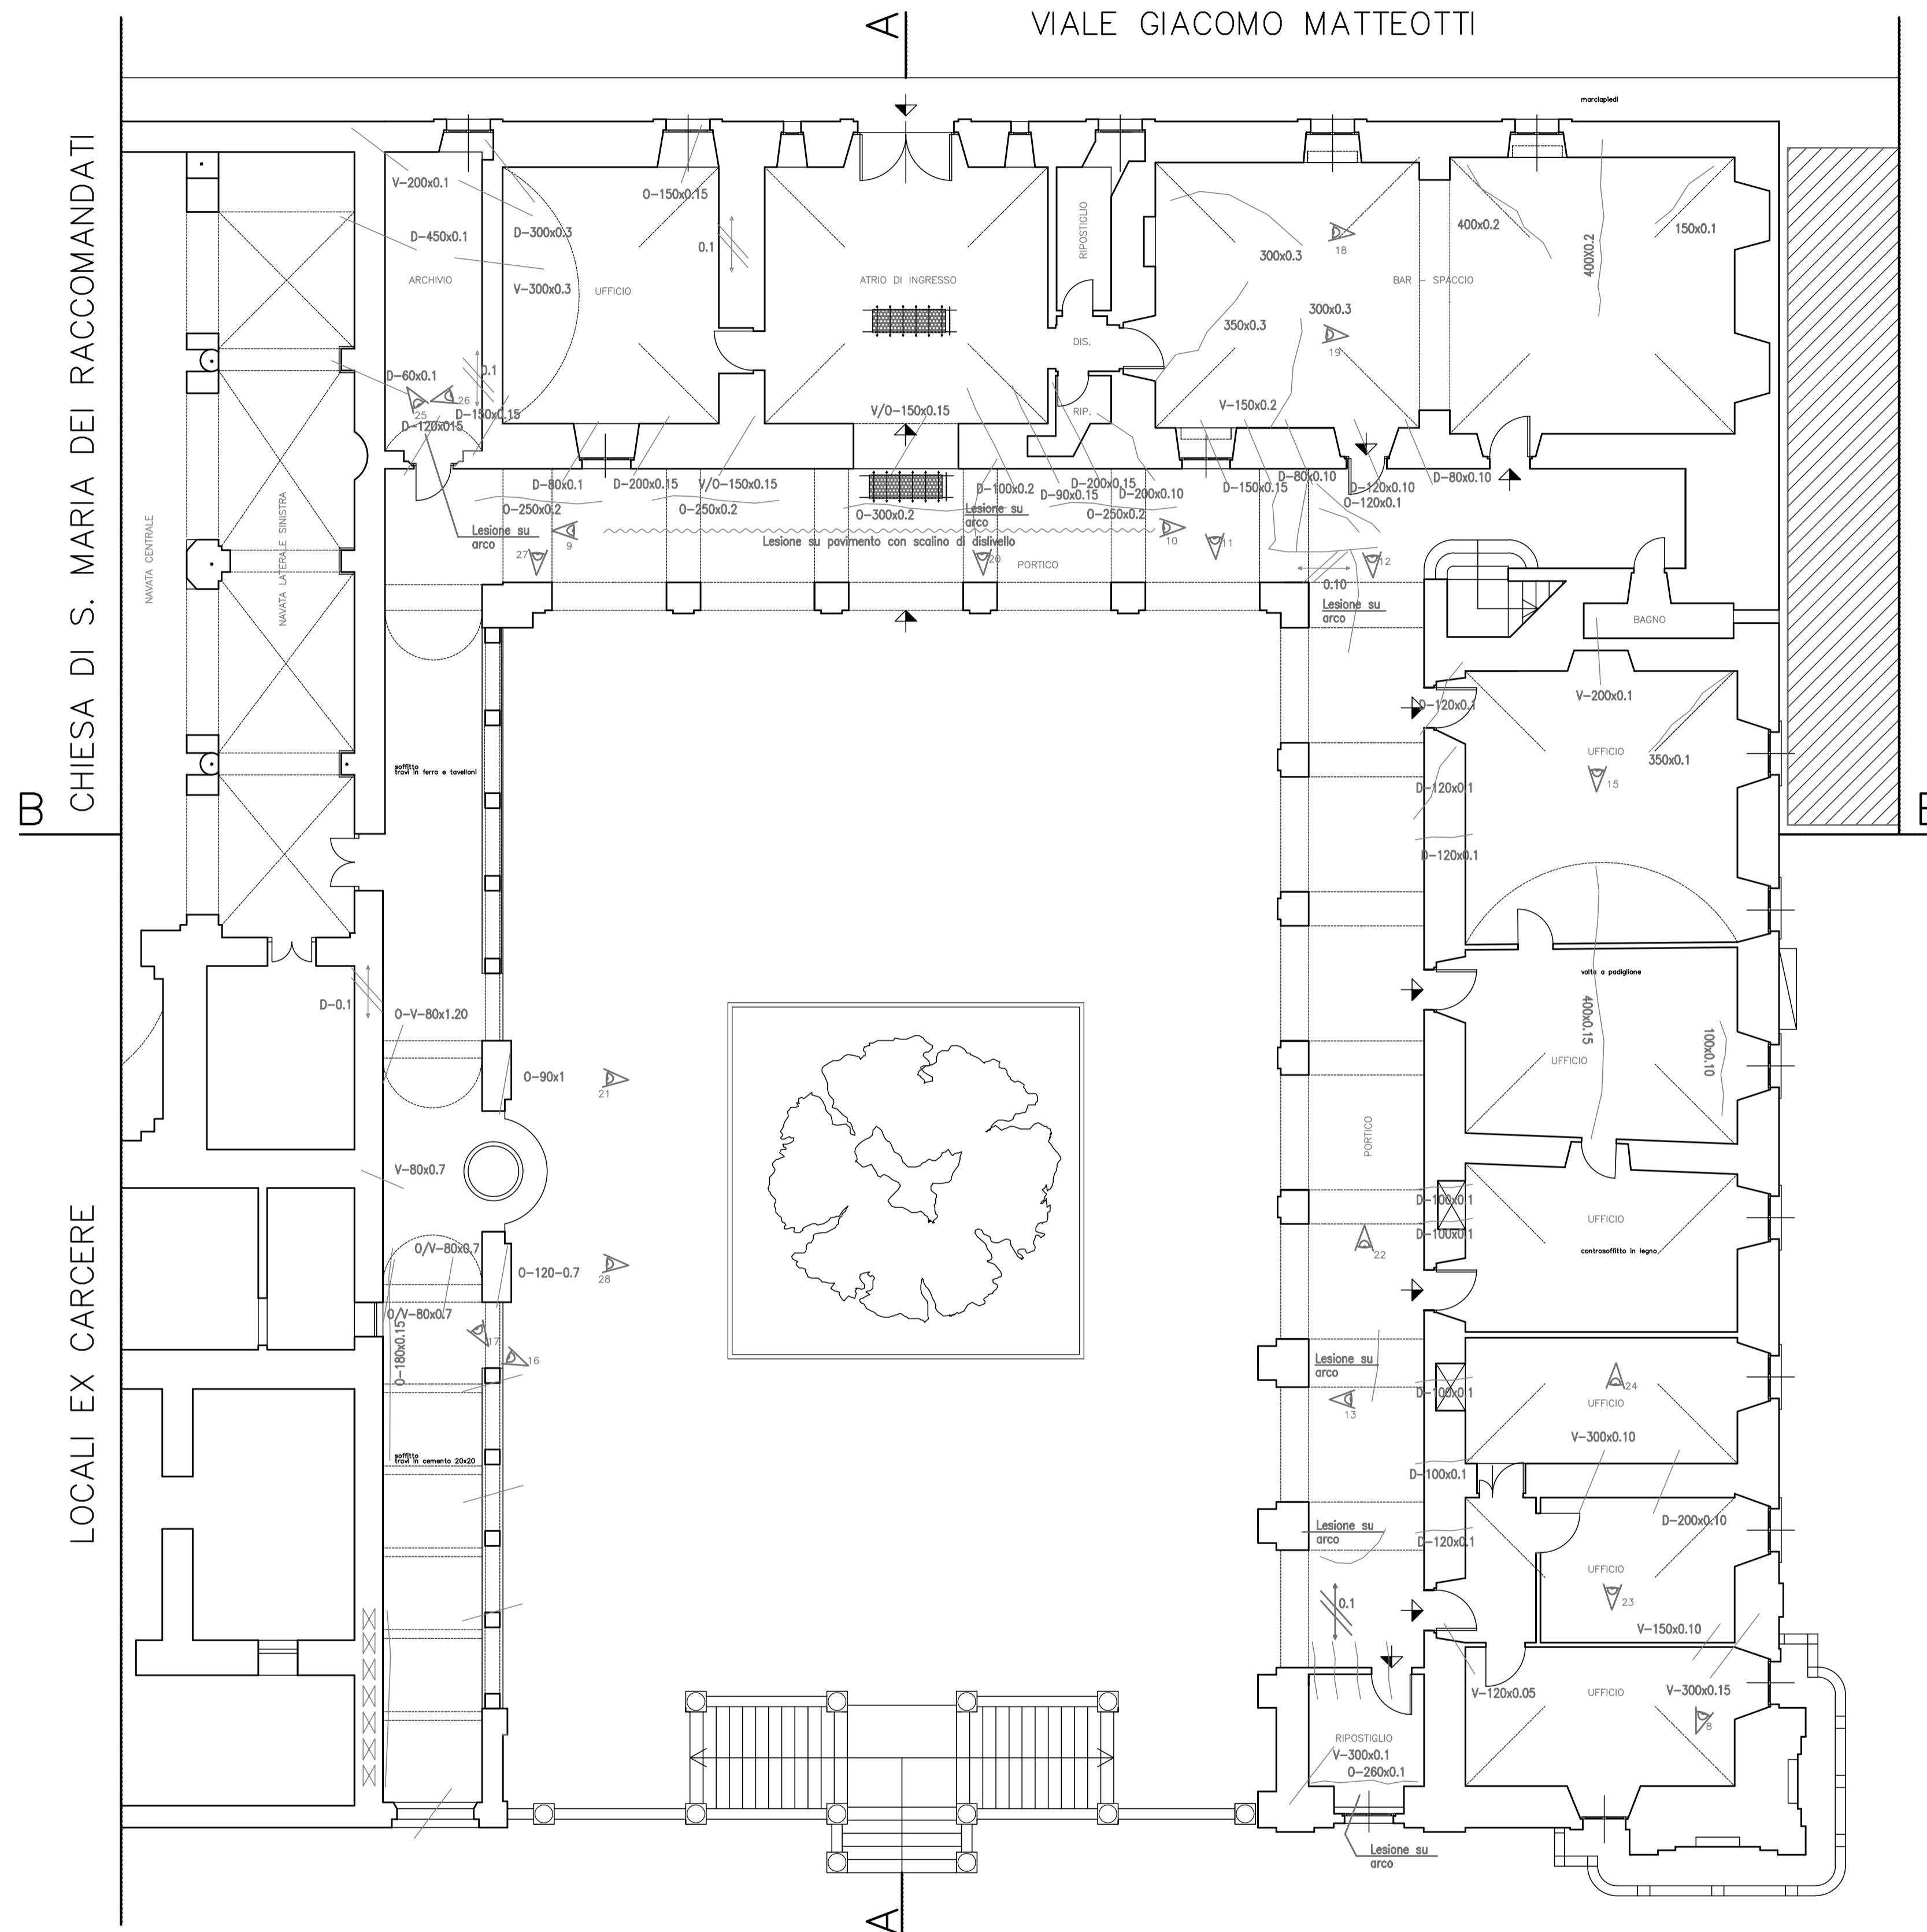 A
VIALE GIACOMO MATTEOTTI
marciapiedi
CHIESA DI S. MARIA DEI RACCOMANDATI
LOCALI EX CARCERE
B
NAVATA CENTRALE
NAVATA LATERALE SINISTRA
V-200x0.1
D-450x0.1
ARCHIVIO
D-300x0.3
V-300x0.3
UFFICIO
O-150x0.15
0.1
ATRIO DI INGRESSO
RIPOSTIGLIO
DIS.
RIP.
300x0.3
18
400x0.2
400x0.2
150x0.1
BAR - SPACCIO
300x0.3
350x0.3
19
D-60x0.1
0.1
25
26
D-150x0.15
D-120x015
V/O-150x0.15
V-150x0.2
D-80x0.1
D-200x0.15
V/O-150x0.15
D-100x0.2
D-90x0.15
D-200x0.15
D-200x0.10
D-150x0.15
D-80x0.10
D-120x0.10
O-120x0.1
D-80x0.10
O-250x0.2
O-250x0.2
O-300x0.2
Lesione su
arco
O-250x0.2
Lesione su
arco
9
27
Lesione su pavimento con scalino di dislivello
20
PORTICO
10
11
12
0.10
Lesione su
arco
BAGNO
V-200x0.1
D-120x0.1
UFFICIO
350x0.1
15
D-120x0.1
D-120x0.1
soffitto
travi in ferro e tavelloni
volta a padiglione
400x0.15
100x0.10
UFFICIO
D-0.1
O-V-80x1.20
O-90x1
21
V-80x0.7
PORTICO
D-100x0.1
D-100x0.1
UFFICIO
controsoffitto in legno
22
O/V-80x0.7
O-120-0.7
28
O/V-80x0.7
O-180x0.15
17
16
Lesione su
arco
13
D-100x0.1
24
UFFICIO
V-300x0.10
soffitto
travi in cemento 20x20
D-100x0.1
Lesione su
arco
D-120x0.1
D-200x0.10
UFFICIO
23
0.1
V-150x0.10
V-120x0.05
UFFICIO
V-300x0.15
8
RIPOSTIGLIO
V-300x0.1
O-260x0.1
Lesione su
arco
A